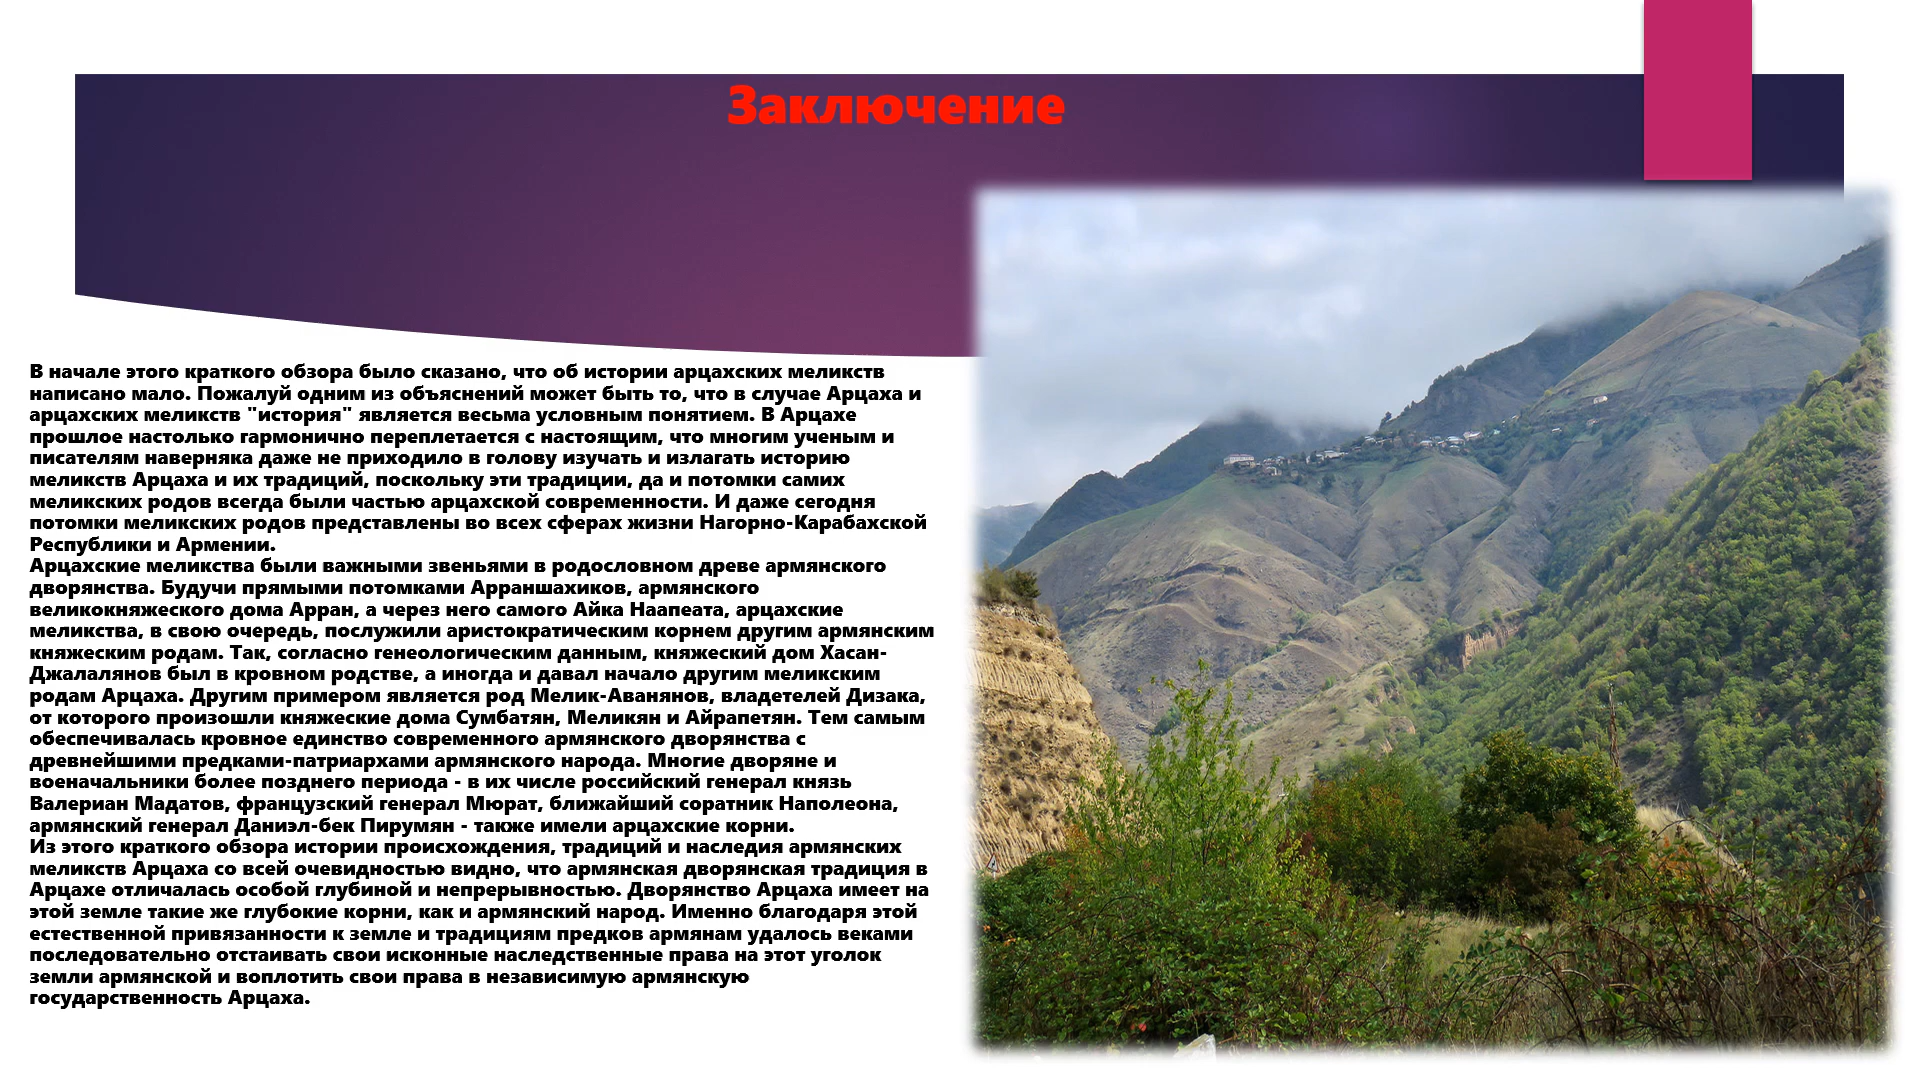 Заключение
В начале этого краткого обзора было сказано, что об истории арцахских меликств
написано мало. Пожалуй одним из объяснений может быть то, что в случае Арцаха и
арцахских меликств "история" является весьма условным понятием. В Арцахе
прошлое настолько гармонично переплетается с настоящим, что многим ученым и
писателям наверняка даже не приходило в голову изучать и излагать историю
меликств Арцаха и их традиций, поскольку эти традиции, да и потомки самих
меликских родов всегда были частью арцахской современности. И даже сегодня
потомки меликских родов представлены во всех сферах жизни Нагорно-Карабахской
Республики и Армении.
Арцахские меликства были важными звеньями в родословном древе армянского
дворянства. Будучи прямыми потомками Арраншахиков, армянского
великокняжеского дома Арран, а через него самого Айка Наапеата, арцахские
меликства, в свою очередь, послужили аристократическим корнем другим армянским
княжеским родам. Так, согласно генеологическим данным, княжеский дом Хасан-
Джалалянов был в кровном родстве, а иногда и давал начало другим меликским
родам Арцаха. Другим примером является род Мелик-Аванянов, владетелей Дизака,
от которого произошли княжеские дома Сумбатян, Меликян и Айрапетян. Тем самым
обеспечивалась кровное единство современного армянского дворянства с
древнейшими предками-патриархами армянского народа. Многие дворяне и
военачальники более позднего периода - в их числе российский генерал князь
Валериан Мадатов, французский генерал Мюрат, ближайший соратник Наполеона,
армянский генерал Даниэл-бек Пирумян - также имели арцахские корни.
Из этого краткого обзора истории происхождения, традиций и наследия армянских
меликств Арцаха со всей очевидностью видно, что армянская дворянская традиция в
Арцахе отличалась особой глубиной и непрерывностью. Дворянство Арцаха имеет на
этой земле такие же глубокие корни, как и армянский народ. Именно благодаря этой
естественной привязанности к земле и традициям предков армянам удалось веками
последовательно отстаивать свои исконные наследственные права на этот уголок
земли армянской и воплотить свои права в независимую армянскую
государственность Арцаха.